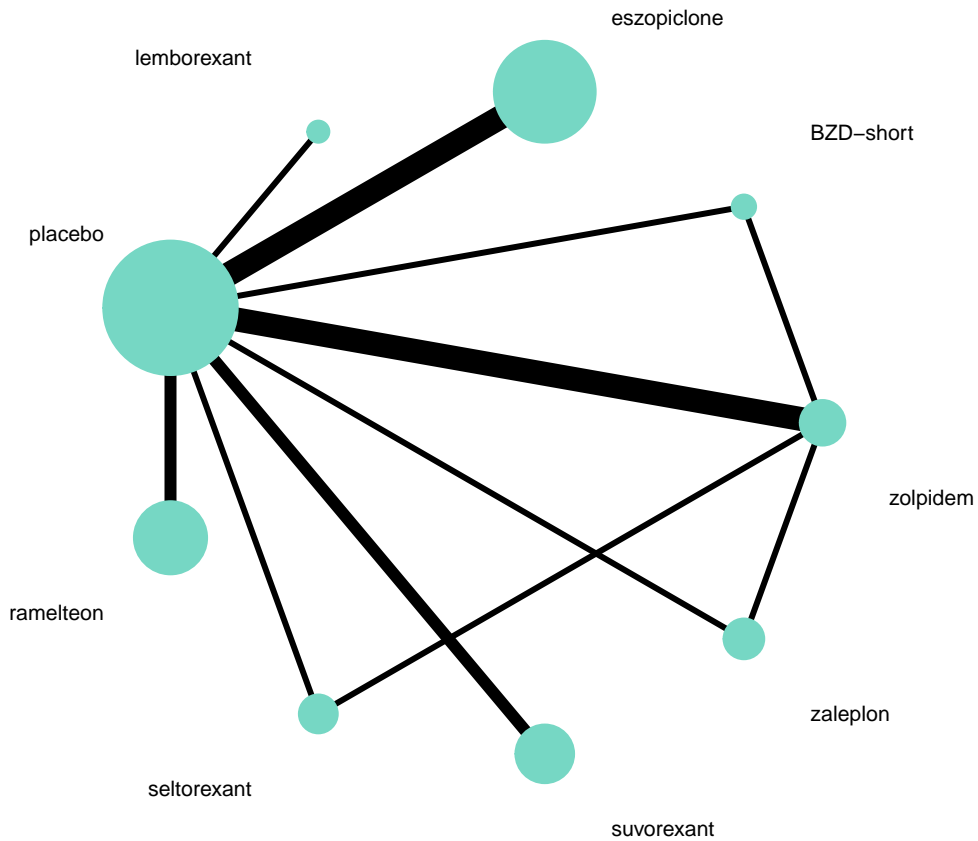 eszopiclone
lemborexant
BZD−short
placebo
zolpidem
ramelteon
zaleplon
seltorexant
suvorexant